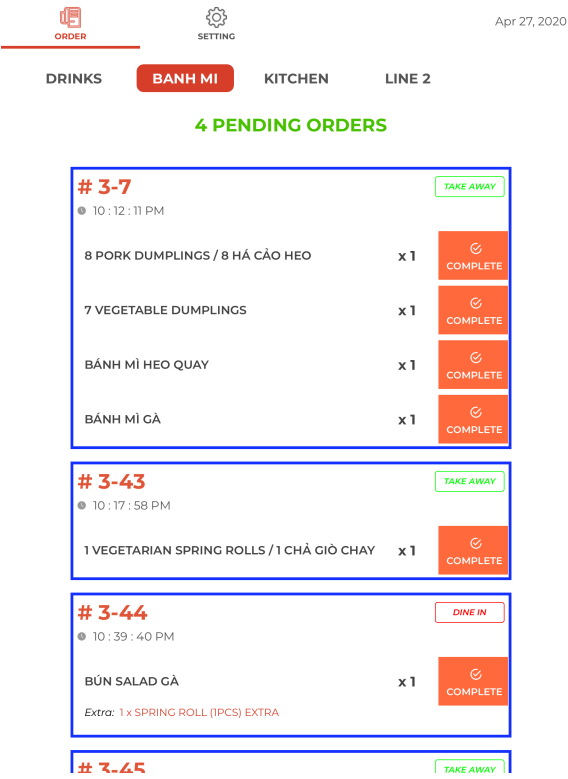 ORDER
SETTING
Apr 27, 2020
DRINKS BANH MI KITCHEN LINE 2
4 PENDING ORDERS
# 3-7 TAKE AWAY
10 : 12 : 11 PM
8 PORK DUMPLINGS / 8 HÁ CẢO HEO x 1 COMPLETE
7 VEGETABLE DUMPLINGS x 1 COMPLETE
BÁNH MÌ HEO QUAY x 1 COMPLETE
BÁNH MÌ GÀ x 1 COMPLETE
# 3-43 TAKE AWAY
10 : 17 : 58 PM
1 VEGETARIAN SPRING ROLLS / 1 CHẢ GIÒ CHAY x 1 COMPLETE
# 3-44 DINE IN
10 : 39 : 40 PM
BÚN SALAD GÀ x 1 COMPLETE
Extra: 1 x SPRING ROLL (1PCS) EXTRA
# 3-45 TAKE AWAY